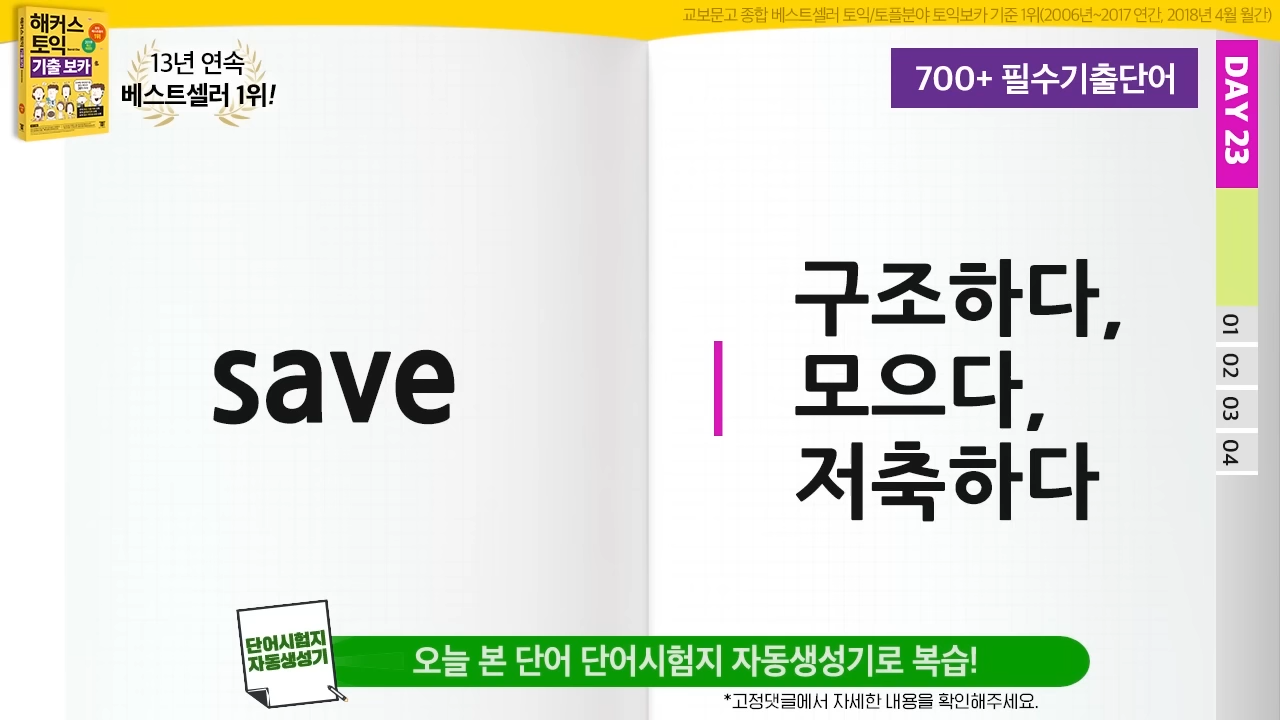 교보문고 종합 베스트셀러 토익/토플분야 토익보카 기준 1위(2006년~2017 연간, 2018년 4월 월간)
해커스
토익
기출 보카
13년 연속
베스트셀러 1위!
700+ 필수기출단어
DAY 23
01
02
03
04
save
구조하다,
모으다,
저축하다
단어시험지
자동생성기
오늘 본 단어 단어시험지 자동생성기로 복습!
*고정댓글에서 자세한 내용을 확인해주세요.